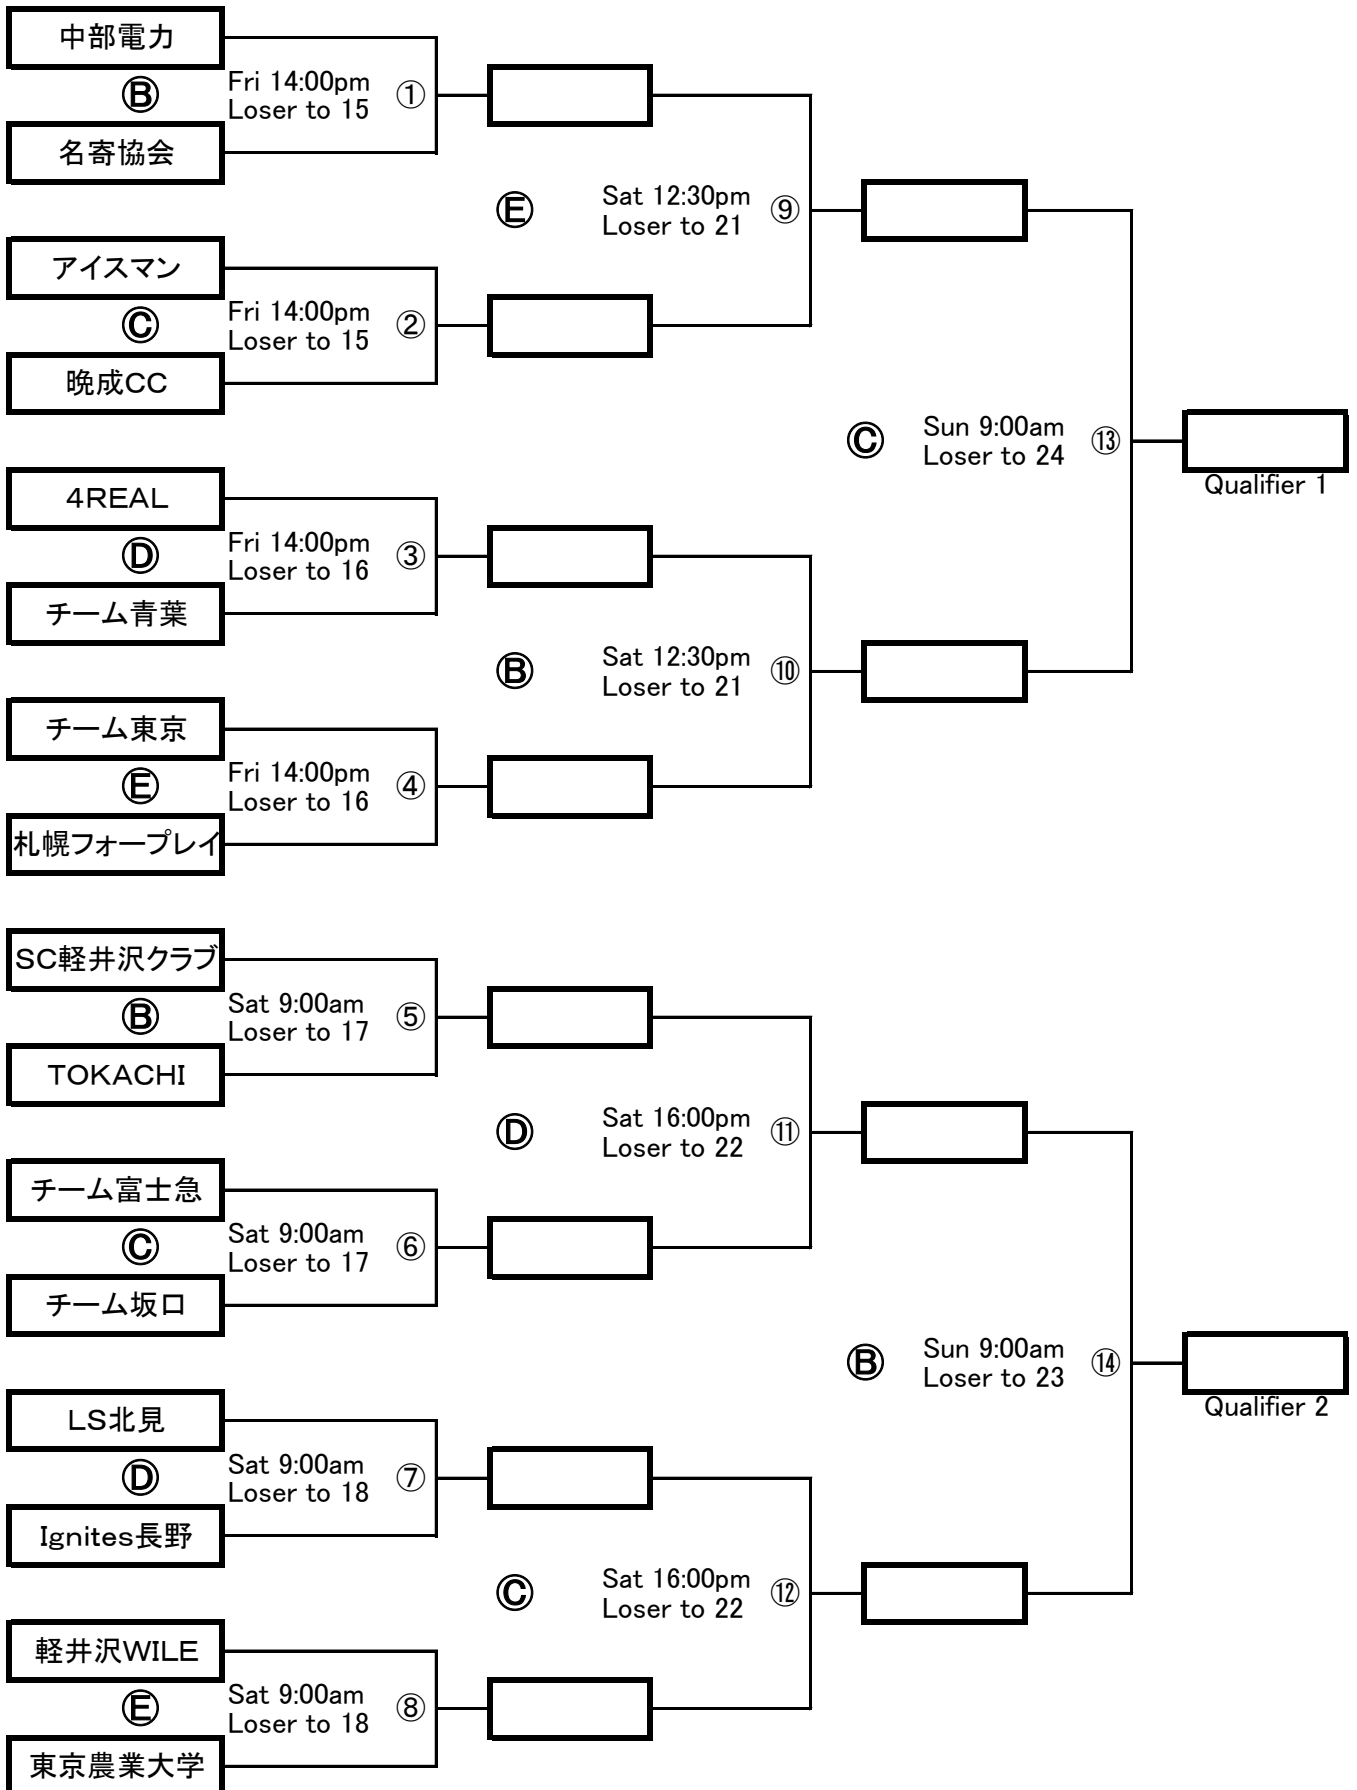 中部電力
Ⓑ
Fri 14:00pm
Loser to 15
①
名寄協会
Ⓔ
Sat 12:30pm
Loser to 21
⑨
アイスマン
Ⓒ
Fri 14:00pm
Loser to 15
②
晩成CC
Ⓒ
Sun 9:00am
Loser to 24
⑬
Qualifier 1
4REAL
Ⓓ
Fri 14:00pm
Loser to 16
③
チーム青葉
Ⓑ
Sat 12:30pm
Loser to 21
⑩
チーム東京
Ⓔ
Fri 14:00pm
Loser to 16
④
札幌フォープレイ
SC軽井沢クラブ
Ⓑ
Sat 9:00am
Loser to 17
⑤
TOKACHI
Ⓓ
Sat 16:00pm
Loser to 22
⑪
チーム富士急
Ⓒ
Sat 9:00am
Loser to 17
⑥
チーム坂口
Ⓑ
Sun 9:00am
Loser to 23
⑭
Qualifier 2
LS北見
Ⓓ
Sat 9:00am
Loser to 18
⑦
Ignites長野
Ⓒ
Sat 16:00pm
Loser to 22
⑫
軽井沢WILE
Ⓔ
Sat 9:00am
Loser to 18
⑧
東京農業大学